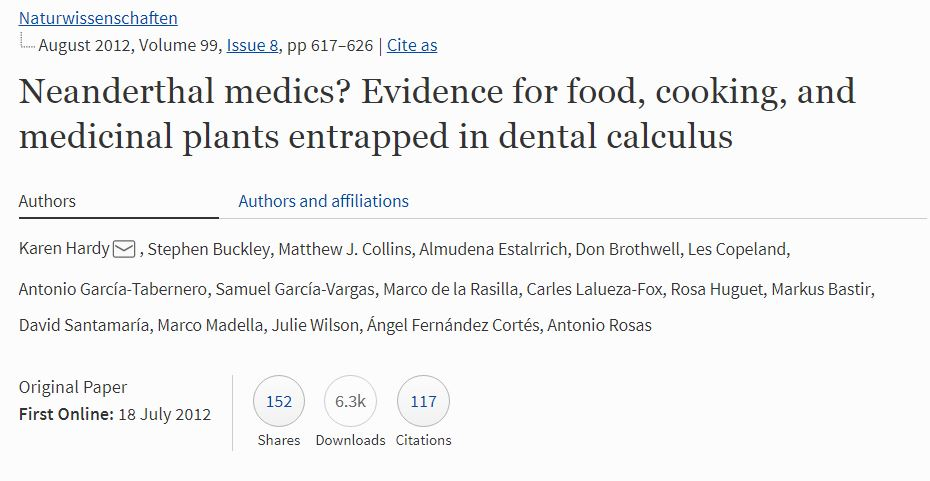 Naturwissenschaften
August 2012, Volume 99, Issue 8, pp 617–626 | Cite as
Neanderthal medics? Evidence for food, cooking, and
medicinal plants entrapped in dental calculus
Authors Authors and affiliations
Karen Hardy, Stephen Buckley, Matthew J. Collins, Almudena Estalrrich, Don Brothwell, Les Copeland,
Antonio García-Tabernero, Samuel García-Vargas, Marco de la Rasilla, Carles Lalueza-Fox, Rosa Huguet, Markus Bastir,
David Santamaría, Marco Madella, Julie Wilson, Ángel Fernández Cortés, Antonio Rosas
Original Paper
First Online: 18 July 2012
152 6.3k 117
Shares Downloads Citations